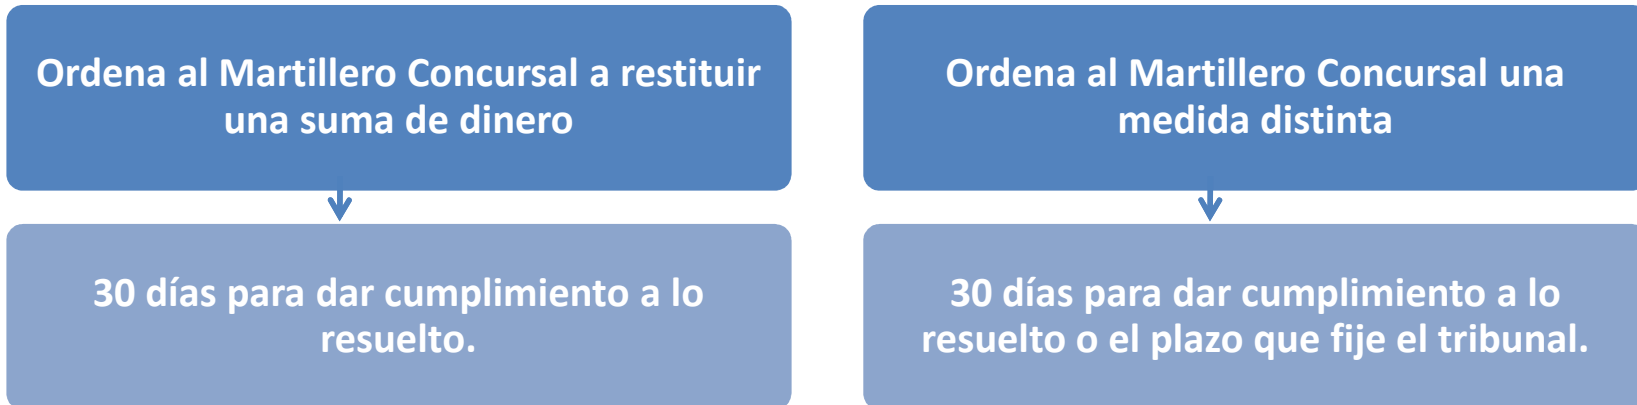 Ordena al Martillero Concursal a restituir
una suma de dinero
30 días para dar cumplimiento a lo
resuelto.
Ordena al Martillero Concursal una
medida distinta
30 días para dar cumplimiento a lo
resuelto o el plazo que fije el tribunal.